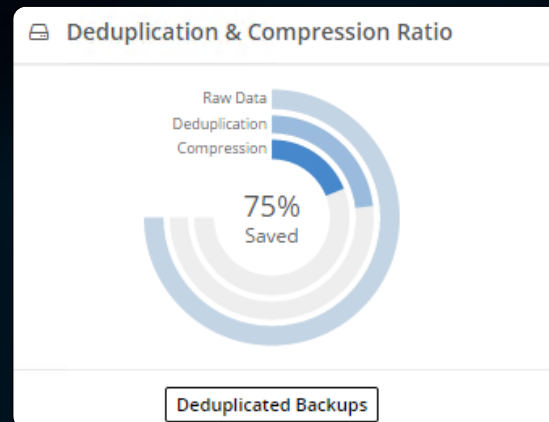 Deduplication & Compression Ratio
Raw Data
Deduplication
Compression
75%
Saved
Deduplicated Backups